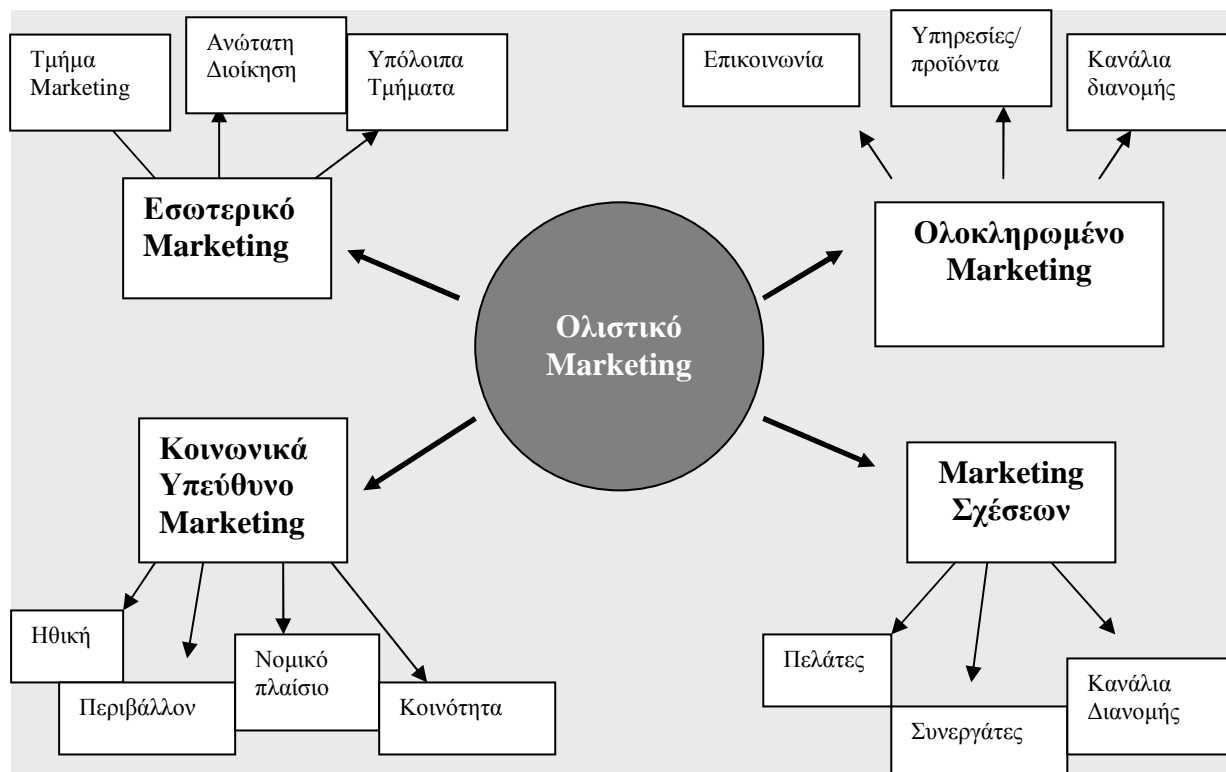 Τμήμα
Marketing
Ανώτατη
Διοίκηση
Υπόλοιπα
Τμήματα
Επικοινωνία
Υπηρεσίες/
προϊόντα
Κανάλια
διανομής
Εσωτερικό
Marketing
Ολοκληρωμένο
Marketing
Ολιστικό
Marketing
Κοινωνικά
Υπεύθυνο
Marketing
Marketing
Σχέσεων
Ηθική
Περιβάλλον
Νομικό
πλαίσιο
Κοινότητα
Πελάτες
Συνεργάτες
Κανάλια
Διανομής